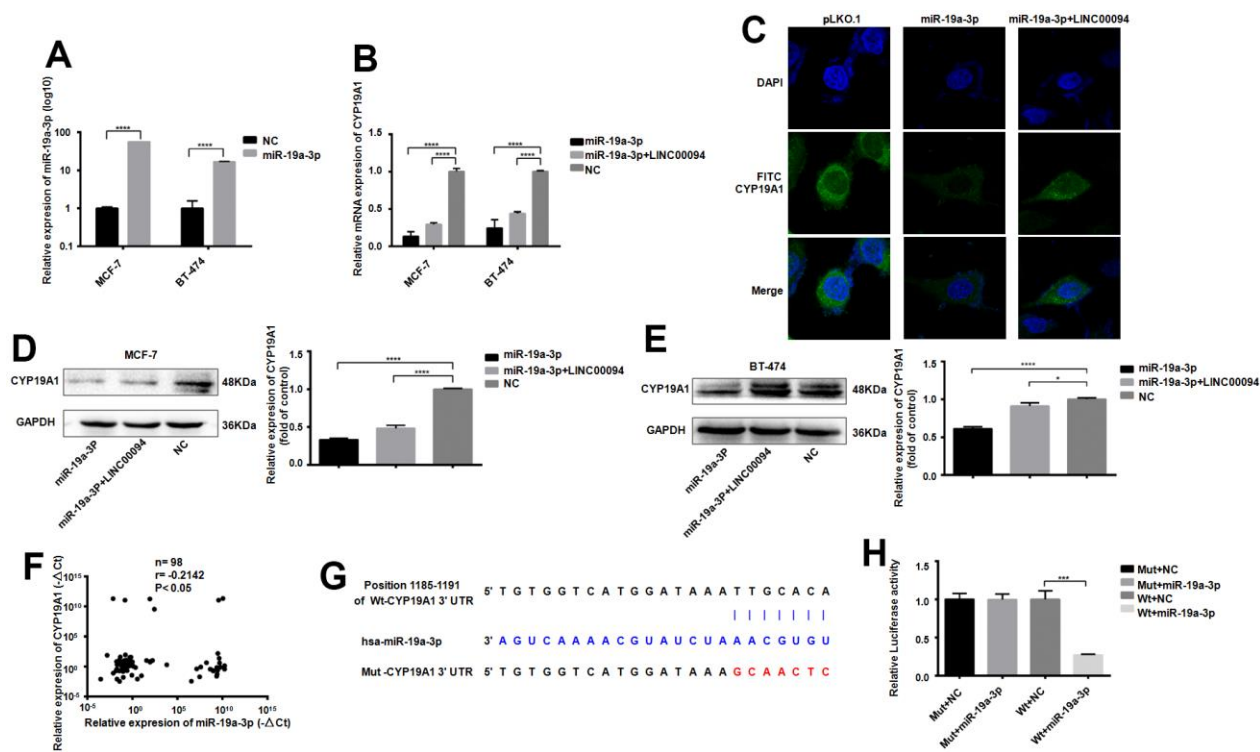 A
Relative expresion of miR-19a-3p (log10)
100
10
1
0.1
****
****
MCF-7
BT-474
NC
miR-19a-3p
B
Relative mRNA expresion of CYP19A1
1.5
1.0
0.5
0.0
****
****
****
****
MCF-7
BT-474
miR-19a-3p
miR-19a-3p+LINC00094
NC
C
pLKO.1
miR-19a-3p
miR-19a-3p+LINC00094
DAPI
FITC
CYP19A1
Merge
D
MCF-7
CYP19A1
48KDa
GAPDH
36KDa
miR-19a-3P
miR-19a-3P+LINC00094
NC
Relative expresion of CYP19A1
(fold of control)
1.5
1.0
0.5
0.0
****
****
miR-19a-3p
miR-19a-3p+LINC00094
NC
E
BT-474
CYP19A1
48KDa
GAPDH
36KDa
miR-19a-3P
miR-19a-3P+LINC00094
NC
Relative expresion of CYP19A1
(fold of control)
1.5
1.0
0.5
0.0
****
*
miR-19a-3p
miR-19a-3p+LINC00094
NC
F
Relative expresion of CYP19A1 (-△Ct)
10^15
10^10
10^5
10^0
10^-5
n= 98
r= -0.2142
P< 0.05
10^-5
10^0
10^5
10^10
10^15
Relative expresion of miR-19a-3p (-△Ct)
G
Position 1185-1191
of Wt-CYP19A1 3' UTR
5' T G T G G T C A T G G A T A A A T T G C A C A
hsa-miR-19a-3p
3' A G U C A A A A C G U A U C U A A A C G U G U
Mut-CYP19A1 3' UTR
5' T G T G G T C A T G G A T A A A G C A A C T C
H
Relative Luciferase activity
1.5
1.0
0.5
0.0
***
Mut+NC
Mut+miR-19a-3p
Wt+NC
Wt+miR-19a-3p
Mut+NC
Mut+miR-19a-3p
Wt+NC
Wt+miR-19a-3p